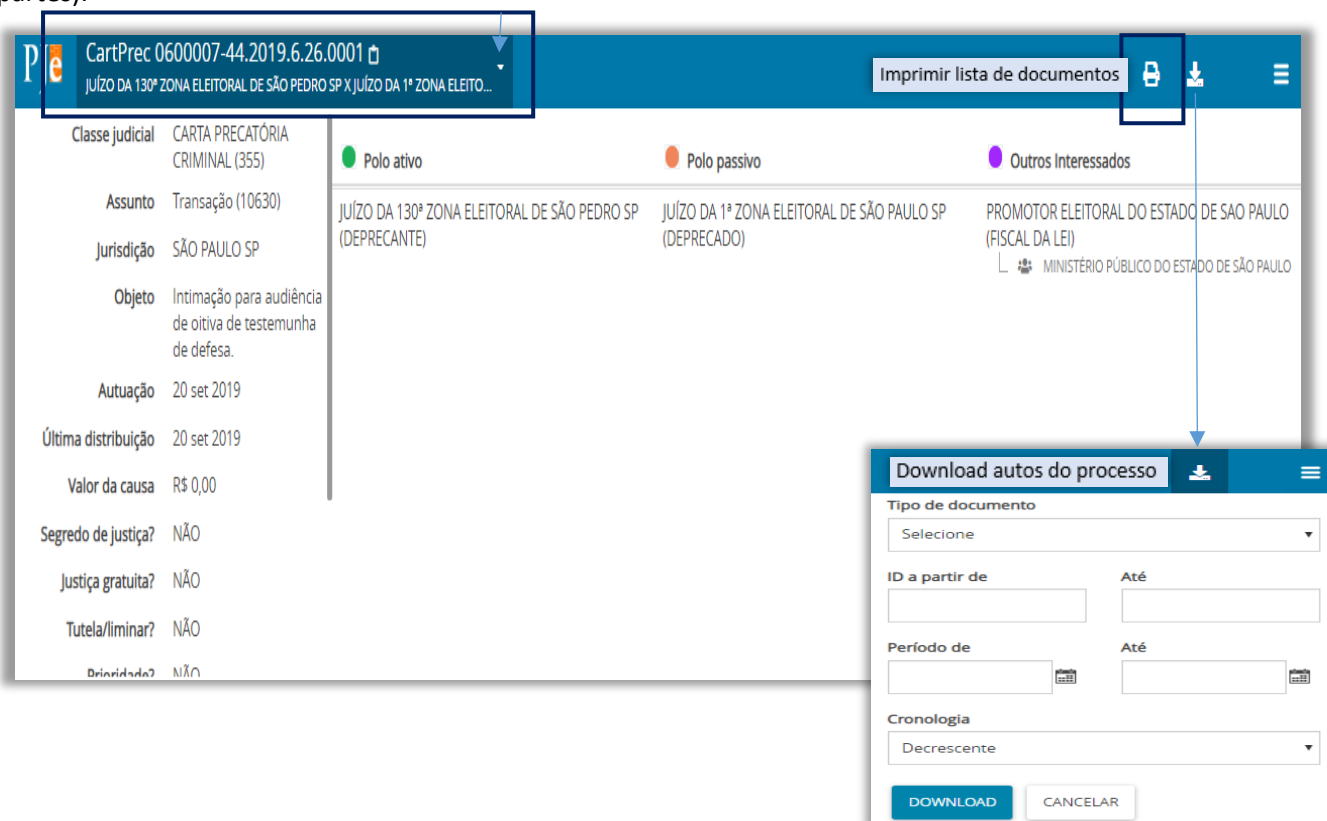 partes).
PJe
CartPrec 0600007-44.2019.6.26.0001
JUÍZO DA 130ª ZONA ELEITORAL DE SÃO PEDRO SP X JUÍZO DA 1ª ZONA ELEITO...
Imprimir lista de documentos
Classe judicial CARTA PRECATÓRIA
CRIMINAL (355)
Assunto Transação (10630)
Jurisdição SÃO PAULO SP
Objeto Intimação para audiência
de oitiva de testemunha
de defesa.
Autuação 20 set 2019
Última distribuição 20 set 2019
Valor da causa R$ 0,00
Segredo de justiça? NÃO
Justiça gratuita? NÃO
Tutela/liminar? NÃO
Prioridade? NÃO
Polo ativo
JUÍZO DA 130ª ZONA ELEITORAL DE SÃO PEDRO SP
(DEPRECANTE)
Polo passivo
JUÍZO DA 1ª ZONA ELEITORAL DE SÃO PAULO SP
(DEPRECADO)
Outros Interessados
PROMOTOR ELEITORAL DO ESTADO DE SAO PAULO
(FISCAL DA LEI)
MINISTÉRIO PÚBLICO DO ESTADO DE SÃO PAULO
Download autos do processo
Tipo de documento
Selecione
ID a partir de Até
Período de Até
Cronologia
Decrescente
DOWNLOAD CANCELAR